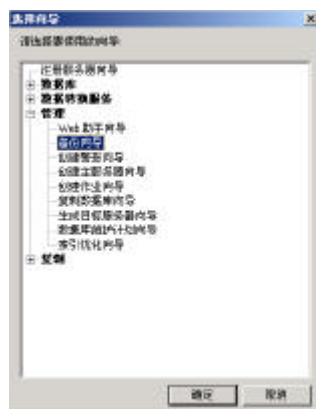 选择向导
请选择要使用的向导:
注册服务器向导
数据库
数据转换服务
管理
Web 助手向导
备份向导
创建警报向导
创建主服务器向导
创建作业向导
复制数据库向导
生成目标服务器向导
数据库维护计划向导
索引优化向导
复制
确定
取消